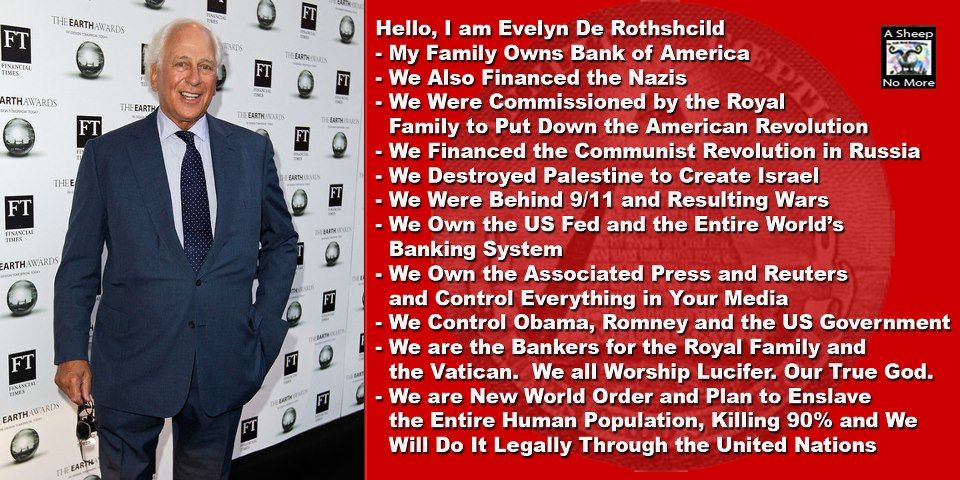 THE EARTH AWARDS
FT
FINANCIAL
TIMES
Hello, I am Evelyn De Rothshcild
- My Family Owns Bank of America
- We Also Financed the Nazis
- We Were Commissioned by the Royal
Family to Put Down the American Revolution
- We Financed the Communist Revolution in Russia
- We Destroyed Palestine to Create Israel
- We Were Behind 9/11 and Resulting Wars
- We Own the US Fed and the Entire World’s
Banking System
- We Own the Associated Press and Reuters
and Control Everything in Your Media
- We Control Obama, Romney and the US Government
- We are the Bankers for the Royal Family and
the Vatican.  We all Worship Lucifer. Our True God.
- We are New World Order and Plan to Enslave
the Entire Human Population, Killing 90% and We
Will Do It Legally Through the United Nations
A Sheep
No More